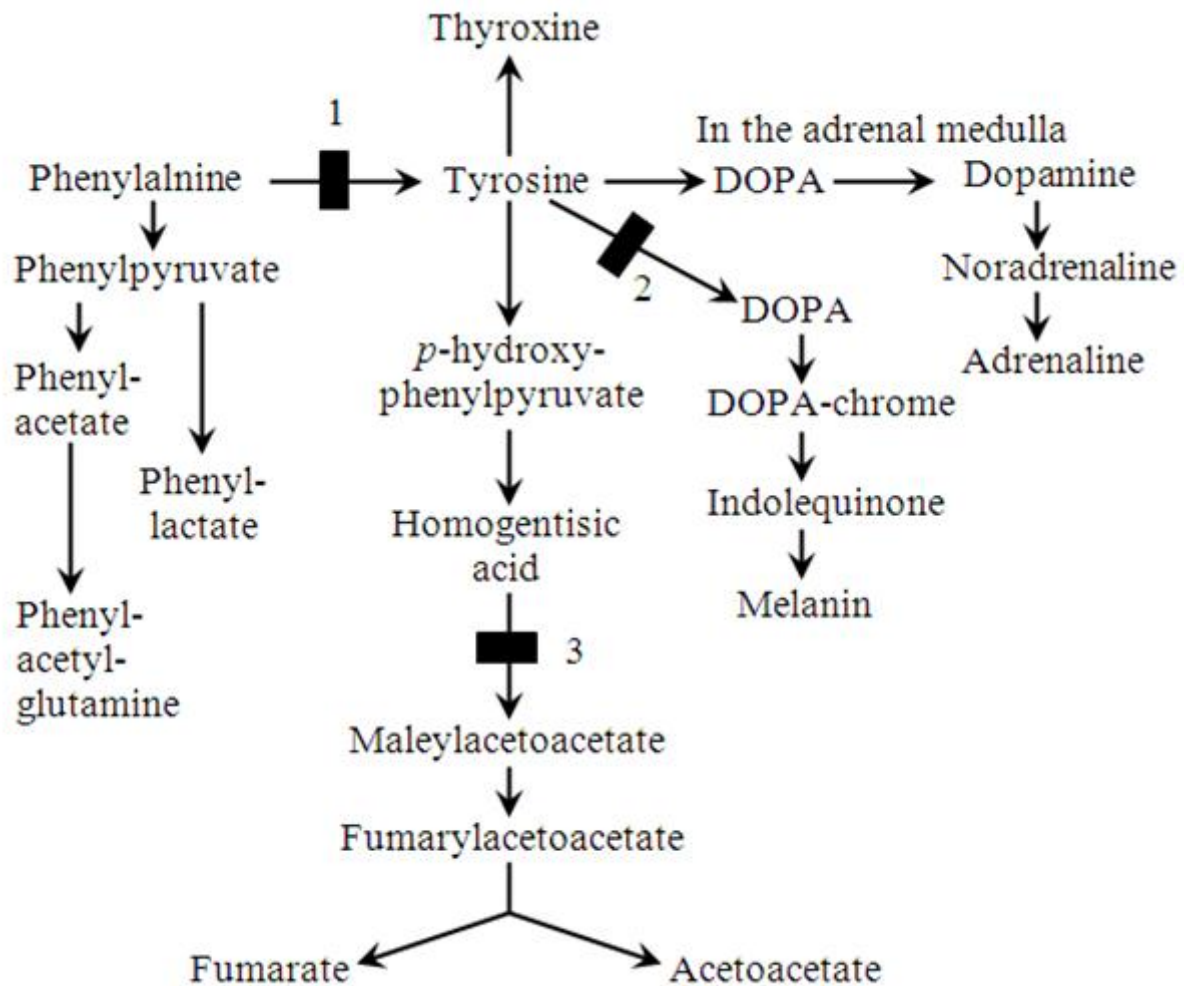 Thyroxine
1
In the adrenal medulla
Phenylalnine
Tyrosine
DOPA
Dopamine
Phenylpyruvate
2
Noradrenaline
DOPA
p-hydroxy-
phenylpyruvate
Adrenaline
Phenyl-
acetate
DOPA-chrome
Phenyl-
lactate
Indolequinone
Homogentisic
acid
Melanin
Phenyl-
acetyl-
glutamine
3
Maleylacetoacetate
Fumarylacetoacetate
Fumarate
Acetoacetate